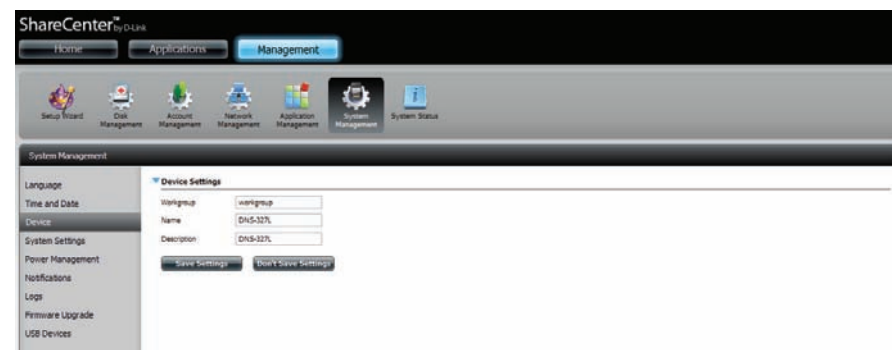 ShareCenter™ by D-Link
Home Applications Management
Setup Wizard Disk Management Account Management Network Management Application Management System Management System Status
System Management
Language
Time and Date
Device
System Settings
Power Management
Notifications
Logs
Firmware Upgrade
USB Devices
Device Settings
Workgroup workgroup
Name DNS-327L
Description DNS-327L
Save Settings Don't Save Settings